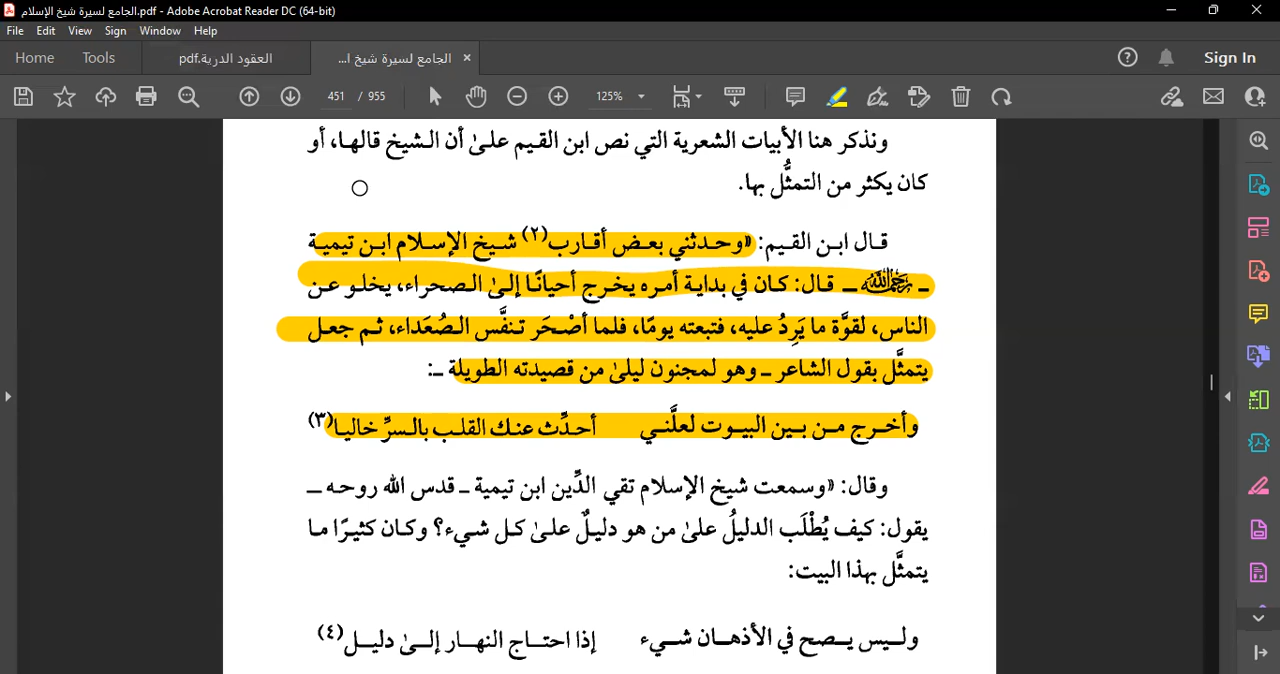 الجامع لسيرة شيخ الإسلام.pdf - Adobe Acrobat Reader DC (64-bit)
File Edit View Sign Window Help
Home Tools العقود الدرية.pdf الجامع لسيرة شيخ ا... × Sign In
451 / 955 125%
ونذكر هنا الأبيات الشعرية التي نص ابن القيم علىٰ أن الشيخ قالها، أو
كان يكثر من التمثُّل بها.
قال ابن القيم: «وحدثني بعض أقارب(٢) شيخ الإسلام ابن تيمية
ـ رحمه الله ـ قال: كان في بداية أمره يخرج أحيانًا إلىٰ الصحراء، يخلو عن
الناس، لقوَّة ما يَرِدُ عليه، فتبعته يومًا، فلما أصْحَر تنفَّس الصُعَداء، ثم جعل
يتمثَّل بقول الشاعر ـ وهو لمجنون ليلىٰ من قصيدته الطويلة ـ:
وأخرج من بين البيوت لعلَّني أحدِّث عنك القلب بالسرِّ خاليا(٣)
وقال: «وسمعت شيخ الإسلام تقي الدِّين ابن تيمية ـ قدس الله روحه ـ
يقول: كيف يُطْلَب الدليلُ علىٰ من هو دليلٌ علىٰ كل شيء؟ وكان كثيرًا ما
يتمثَّل بهذا البيت:
وليس يصح في الأذهان شيء إذا احتاج النهار إلىٰ دليل(٤)